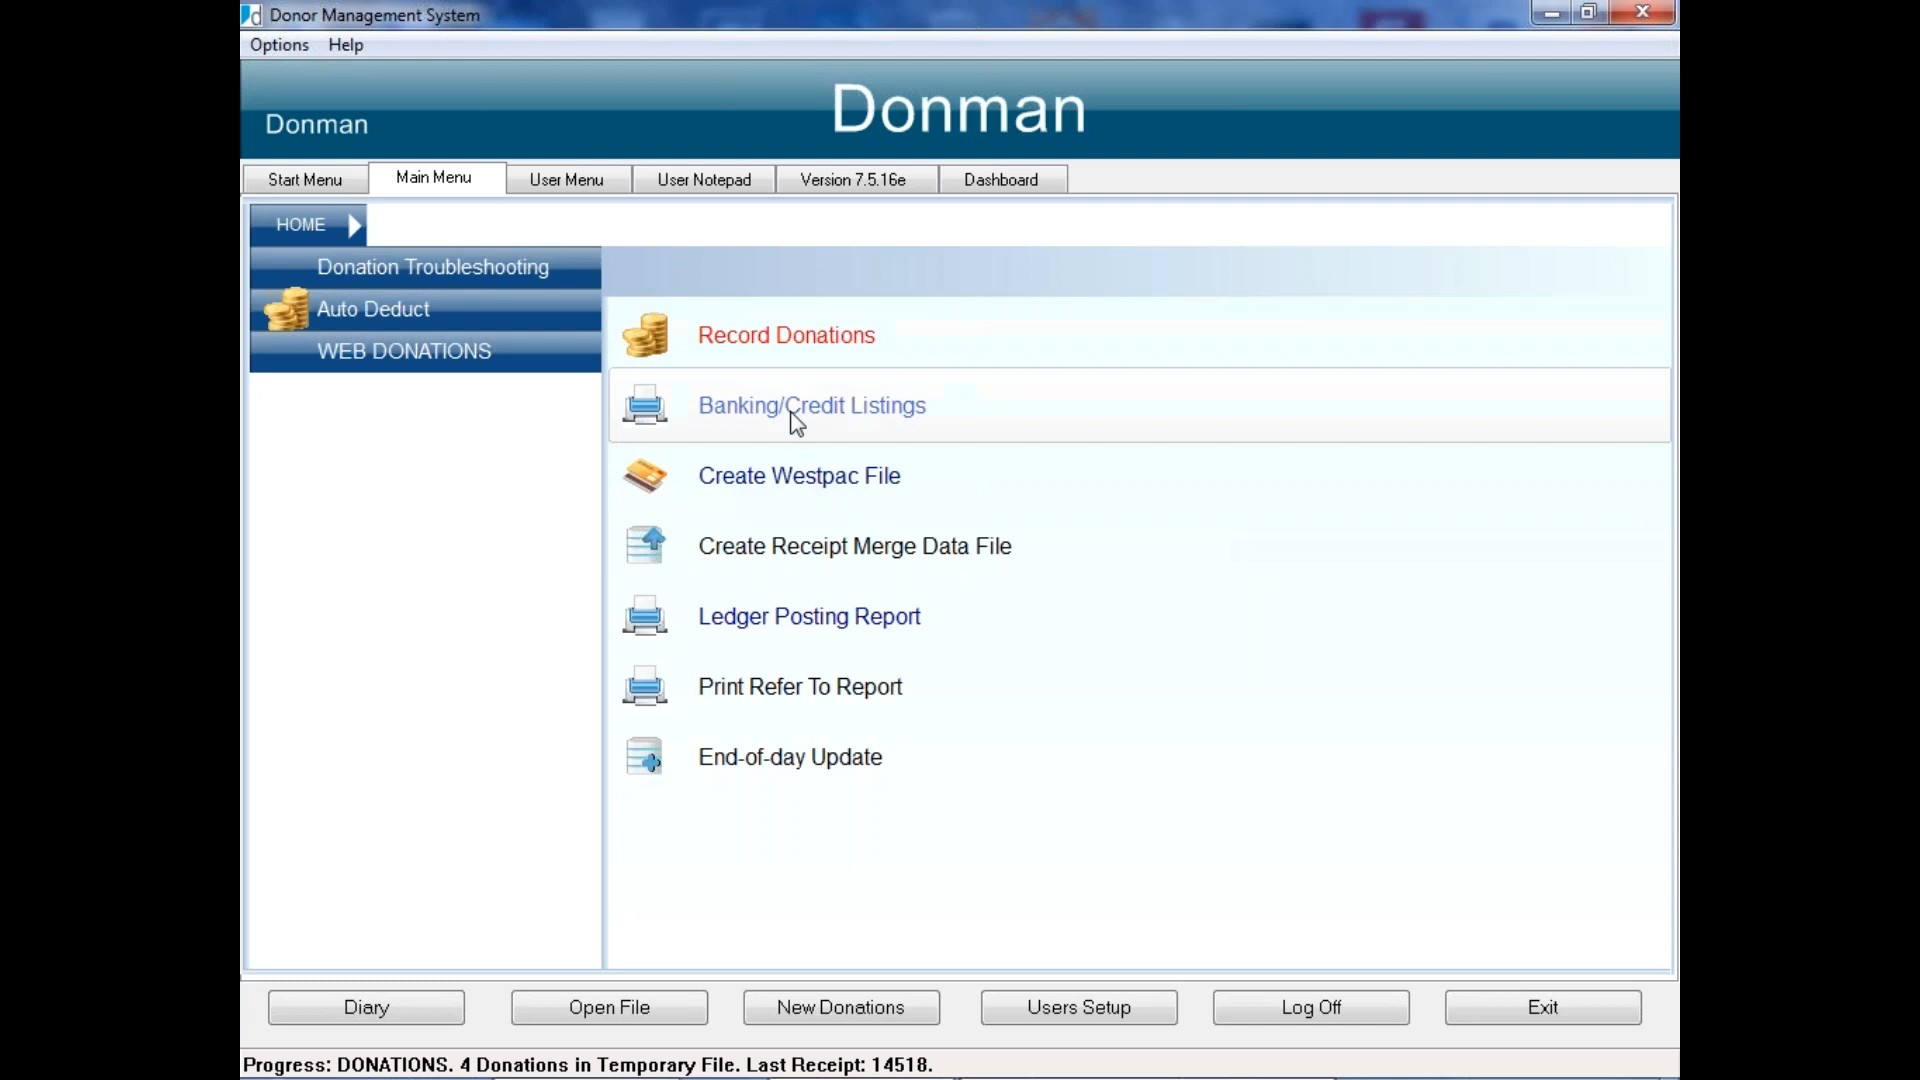 Donor Management System
Options Help
Donman
Donman
Start Menu Main Menu User Menu User Notepad Version 7.5.16e Dashboard
HOME
Donation Troubleshooting
Auto Deduct
WEB DONATIONS
Record Donations
Banking/Credit Listings
Create Westpac File
Create Receipt Merge Data File
Ledger Posting Report
Print Refer To Report
End-of-day Update
Diary Open File New Donations Users Setup Log Off Exit
Progress: DONATIONS. 4 Donations in Temporary File. Last Receipt: 14518.